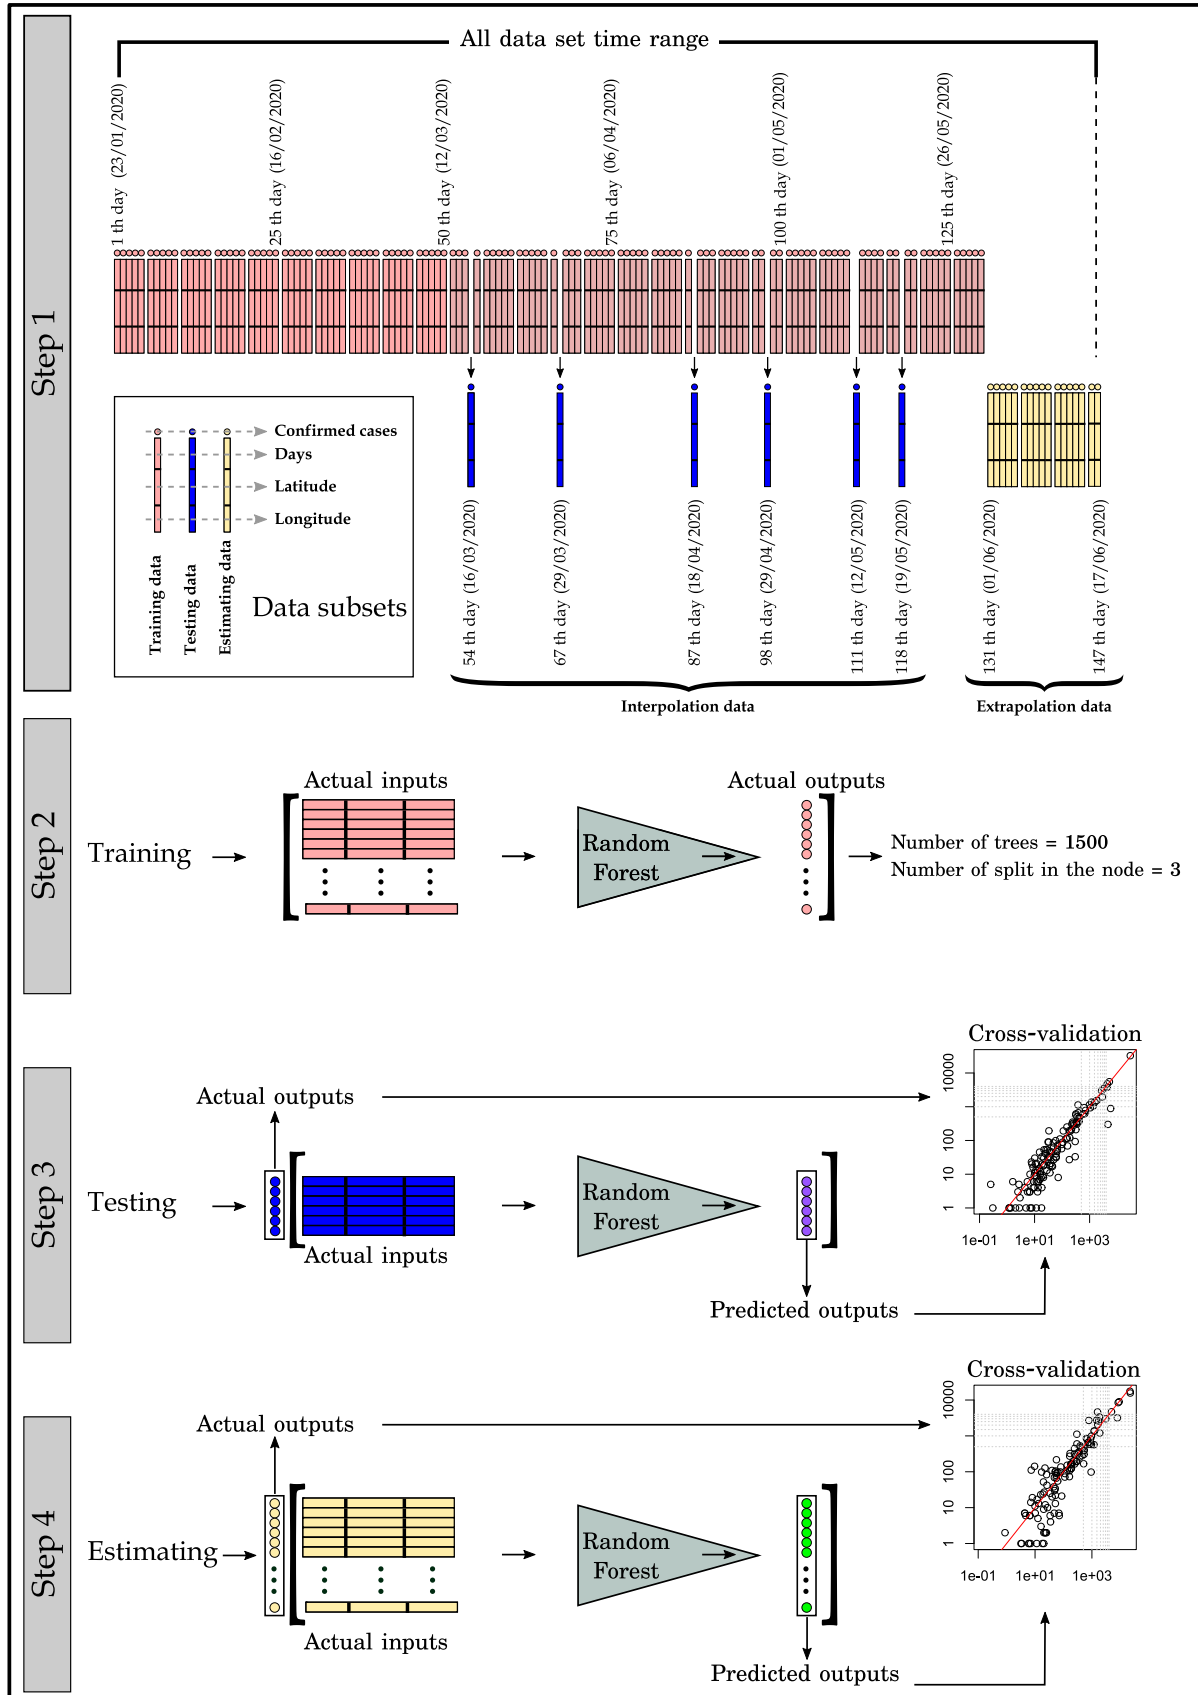 Step 1
All data set time range
1 th day (23/01/2020)
25 th day (16/02/2020)
50 th day (12/03/2020)
75 th day (06/04/2020)
100 th day (01/05/2020)
125 th day (26/05/2020)
Confirmed cases
Days
Latitude
Longitude
Training data
Testing data
Estimating data
Data subsets
54 th day (16/03/2020)
67 th day (29/03/2020)
87 th day (18/04/2020)
98 th day (29/04/2020)
111 th day (12/05/2020)
118 th day (19/05/2020)
131 th day (01/06/2020)
147 th day (17/06/2020)
Interpolation data
Extrapolation data
Step 2
Training
Actual inputs
Random
Forest
Actual outputs
Number of trees = 1500
Number of split in the node = 3
Step 3
Testing
Actual outputs
Actual inputs
Random
Forest
Predicted outputs
Cross-validation
10000
100
10
1
1e-01
1e+01
1e+03
Step 4
Estimating
Actual outputs
Actual inputs
Random
Forest
Predicted outputs
Cross-validation
10000
100
10
1
1e-01
1e+01
1e+03